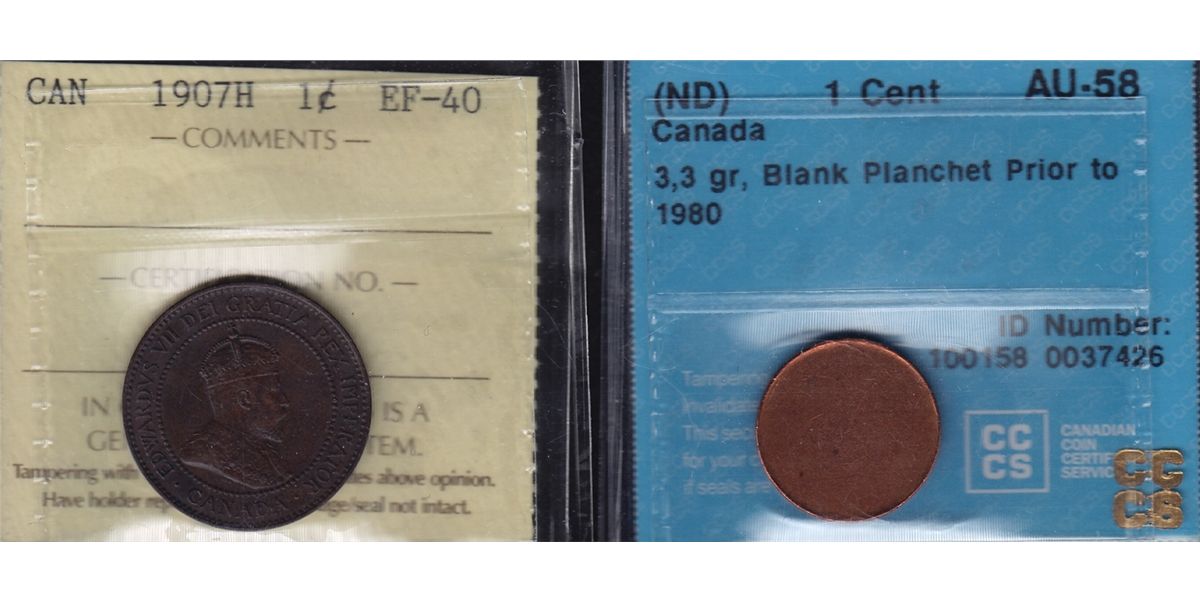 CAN 1907H 1¢ EF-40
— COMMENTS —
— CERTIFICATION NO. —
IN IS A
GE TEM.
Tampering with tes above opinion.
Have holder rep ge/seal not intact.
EDWARDVS VII DEI GRATIA REX IMPERATOR
CANADA
(ND) 1 Cent AU-58
Canada
3,3 gr, Blank Planchet Prior to
1980
ID Number:
100158 0037426
Tampering
invalidat
This sec
for your
if seals a
CC
CS
CANADIAN
COIN
CERTIF
SERVIC
CC
CS